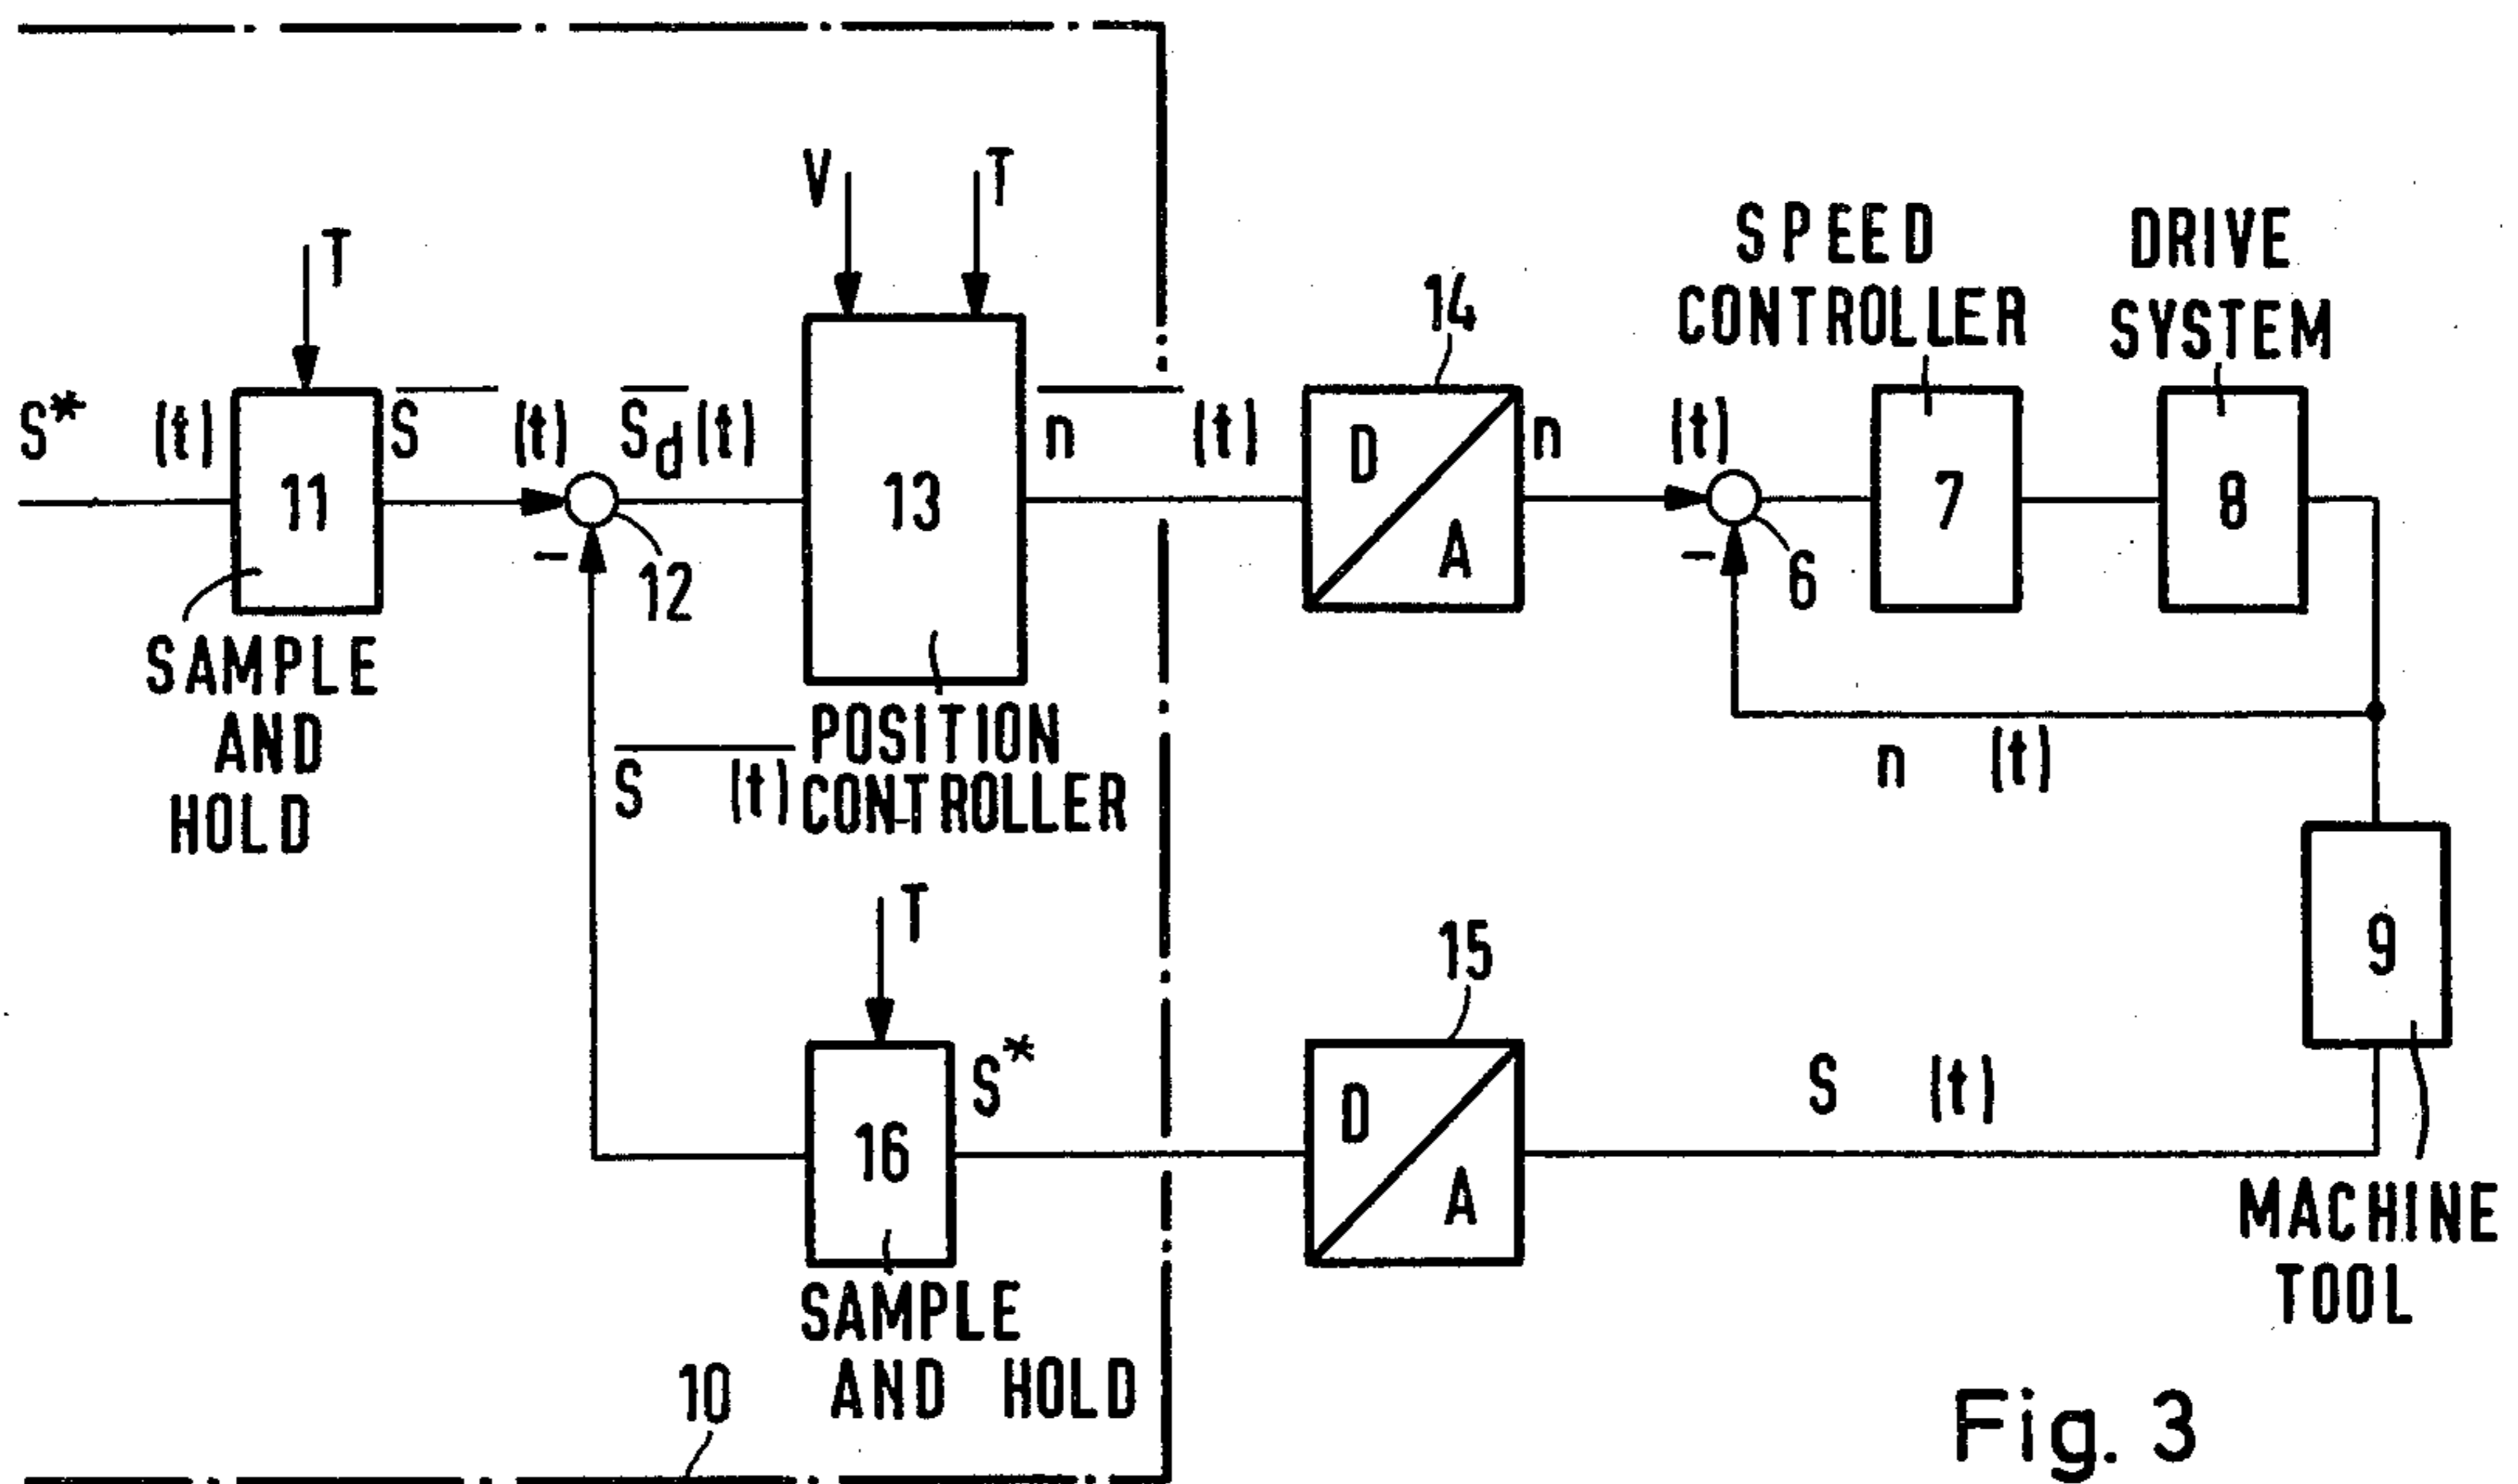 V
T
T
SPEED
CONTROLLER
DRIVE
SYSTEM
14
S* (t)
11
S (t)
Sd(t)
13
n (t)
D
A
n (t)
7
8
-
12
-
6
SAMPLE
AND
HOLD
POSITION
CONTROLLER
S (t)
n (t)
T
15
9
16
S*
D
A
S (t)
MACHINE
TOOL
SAMPLE
AND HOLD
10
Fig. 3